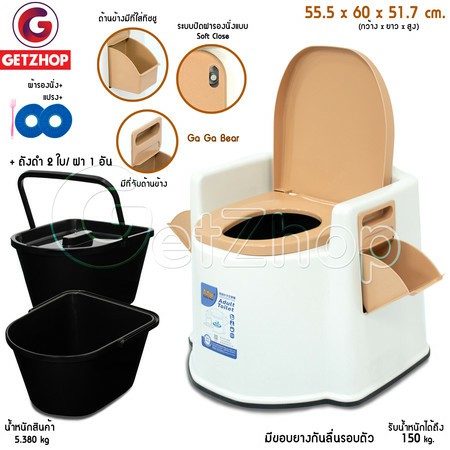 GETZHOP
ผ้ารองนั่ง+
แปรง+
+ ถังดำ 2 ใบ/ ฝา 1 อัน
ด้านข้างมีที่ใส่ทิชชู่
ระบบปิดฝารองนั่งแบบ
Soft Close
55.5 x 60 x 51.7 cm.
(กว้าง x ยาว x สูง)
Ga Ga Bear
มีที่จับด้านข้าง
GetZhop
Adult
Toilet
น้ำหนักสินค้า
5.380 kg
มีขอบยางกันลื่นรอบตัว
รับน้ำหนักได้ถึง
150 kg.